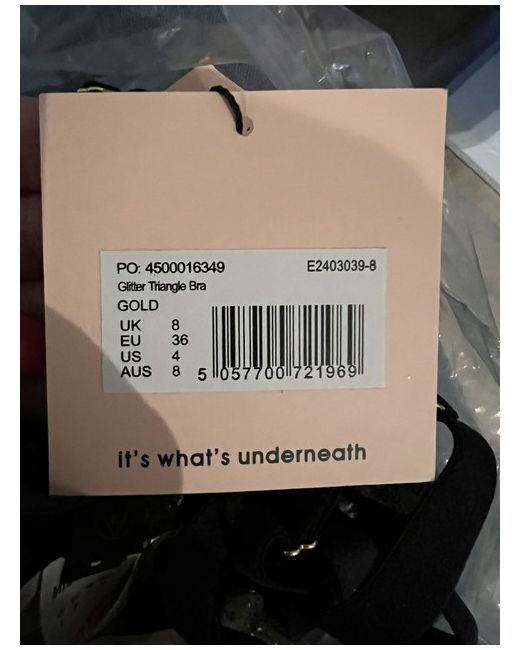 PO: 4500016349 E2403039-8
Glitter Triangle Bra
GOLD
UK 8
EU 36
US 4
AUS 8
5 057700 721969
it's what's underneath